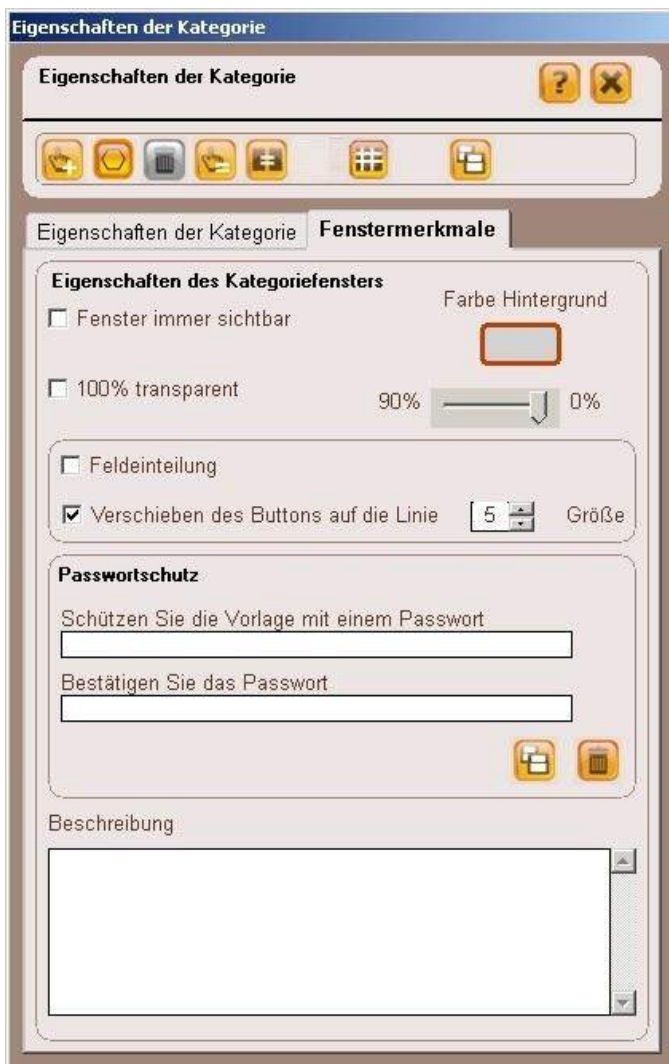 Eigenschaften der Kategorie
Eigenschaften der Kategorie
?
Eigenschaften der Kategorie
Fenstermerkmale
Eigenschaften des Kategoriefensters
Farbe Hintergrund
Fenster immer sichtbar
100% transparent
90%
0%
Feldeinteilung
Verschieben des Buttons auf die Linie
5
Größe
Passwortschutz
Schützen Sie die Vorlage mit einem Passwort
Bestätigen Sie das Passwort
Beschreibung